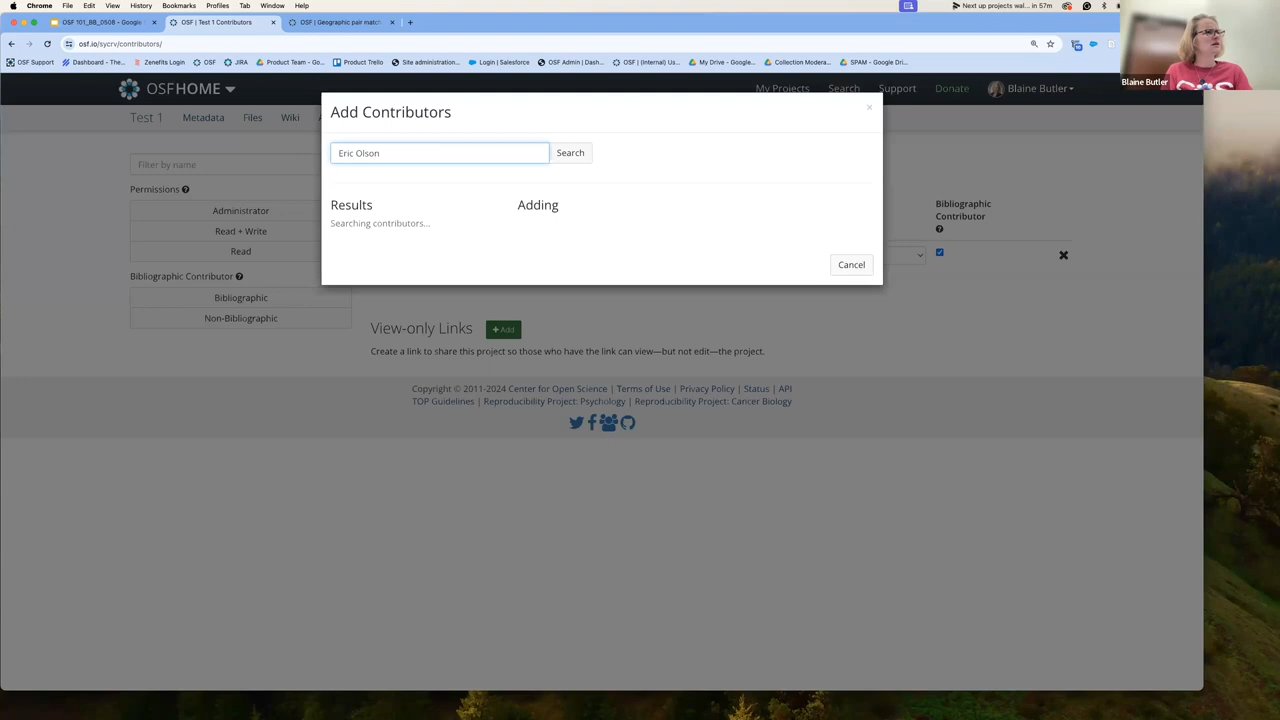 Chrome File Edit View History Bookmarks Profiles Tab Window Help
Next up projects wal... in 57m
OSF 101_BB_0508 - Google
OSF | Test 1 Contributors
OSF | Geographic pair match
osf.io/sycrv/contributors/
OSF Support Dashboard - The... Zenefits Login OSF JIRA Product Team - Go... Product Trello Site administration... Login | Salesforce OSF Admin | Dash... (Internal) Us... My Drive - Google... Collection Modera... SPAM - Google Dri...
Blaine Butler
OSFHOME
My Projects Search Support Donate Blaine Butler
Test 1 Metadata Files Wiki
Add Contributors
×
Eric Olson
Search
Results
Adding
Searching contributors...
Cancel
Filter by name
Permissions ?
Administrator
Read + Write
Read
Bibliographic Contributor ?
Bibliographic
Non-Bibliographic
Bibliographic
Contributor
?
View-only Links + Add
Create a link to share this project so those who have the link can view—but not edit—the project.
Copyright © 2011-2024 Center for Open Science | Terms of Use | Privacy Policy | Status | API
TOP Guidelines | Reproducibility Project: Psychology | Reproducibility Project: Cancer Biology